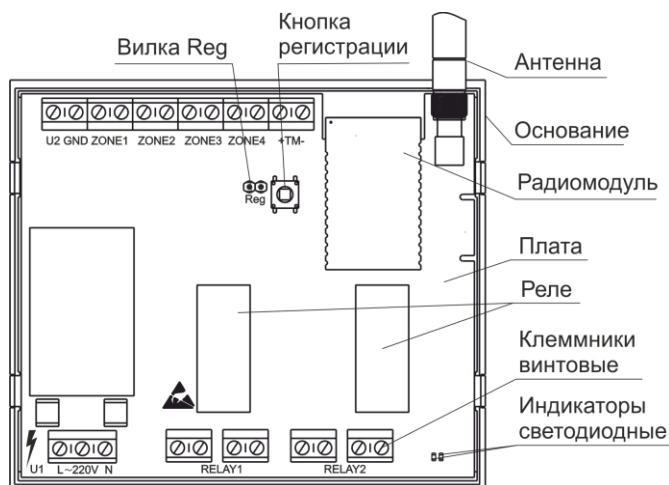 Кнопка
регистрации
Вилка Reg
Антенна
Основание
Радиомодуль
Плата
Реле
Клеммники
винтовые
Индикаторы
светодиодные
U2 GND ZONE1 ZONE2 ZONE3 ZONE4 +TM-
Reg
U1 L~220V N RELAY1 RELAY2